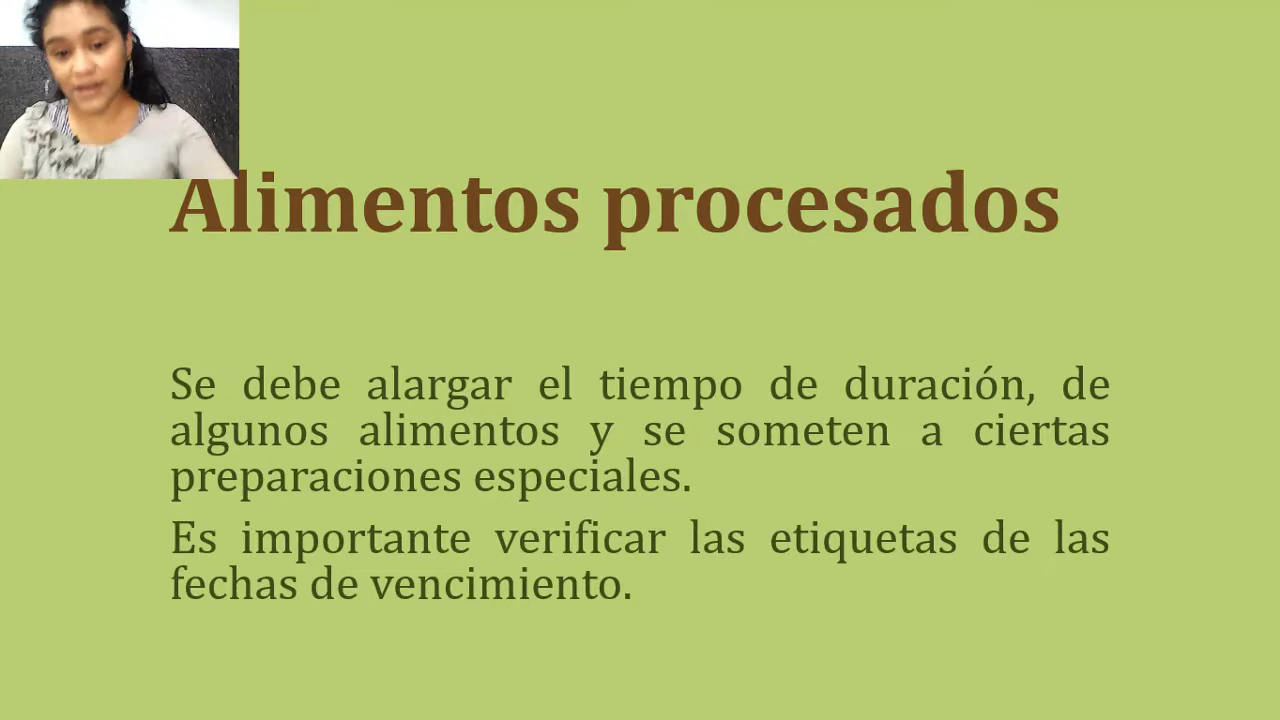 Alimentos procesados
Se debe alargar el tiempo de duración, de
algunos alimentos y se someten a ciertas
preparaciones especiales.
Es importante verificar las etiquetas de las
fechas de vencimiento.